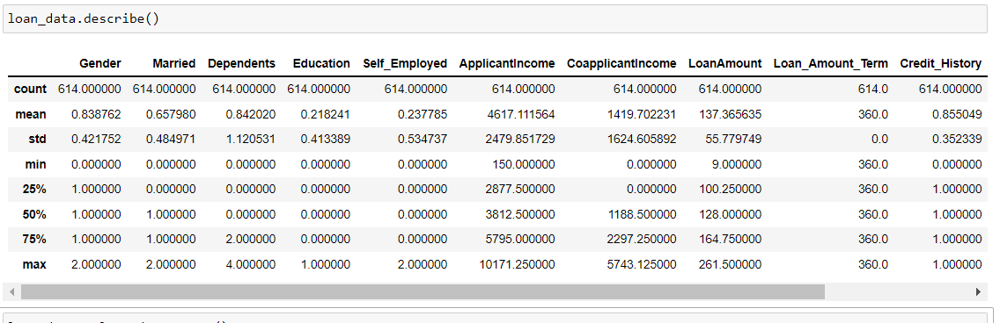 loan_data.describe()
Gender Married Dependents Education Self_Employed ApplicantIncome CoapplicantIncome LoanAmount Loan_Amount_Term Credit_History
count 614.000000 614.000000 614.000000 614.000000 614.000000 614.000000 614.000000 614.000000 614.0 614.000000
mean 0.838762 0.657980 0.842020 0.218241 0.237785 4617.111564 1419.702231 137.365635 360.0 0.855049
std 0.421752 0.484971 1.120531 0.413389 0.534737 2479.851729 1624.605892 55.779749 0.0 0.352339
min 0.000000 0.000000 0.000000 0.000000 0.000000 150.000000 0.000000 9.000000 360.0 0.000000
25% 1.000000 0.000000 0.000000 0.000000 0.000000 2877.500000 0.000000 100.250000 360.0 1.000000
50% 1.000000 1.000000 0.000000 0.000000 0.000000 3812.500000 1188.500000 128.000000 360.0 1.000000
75% 1.000000 1.000000 2.000000 0.000000 0.000000 5795.000000 2297.250000 164.750000 360.0 1.000000
max 2.000000 2.000000 4.000000 1.000000 2.000000 10171.250000 5743.125000 261.500000 360.0 1.000000